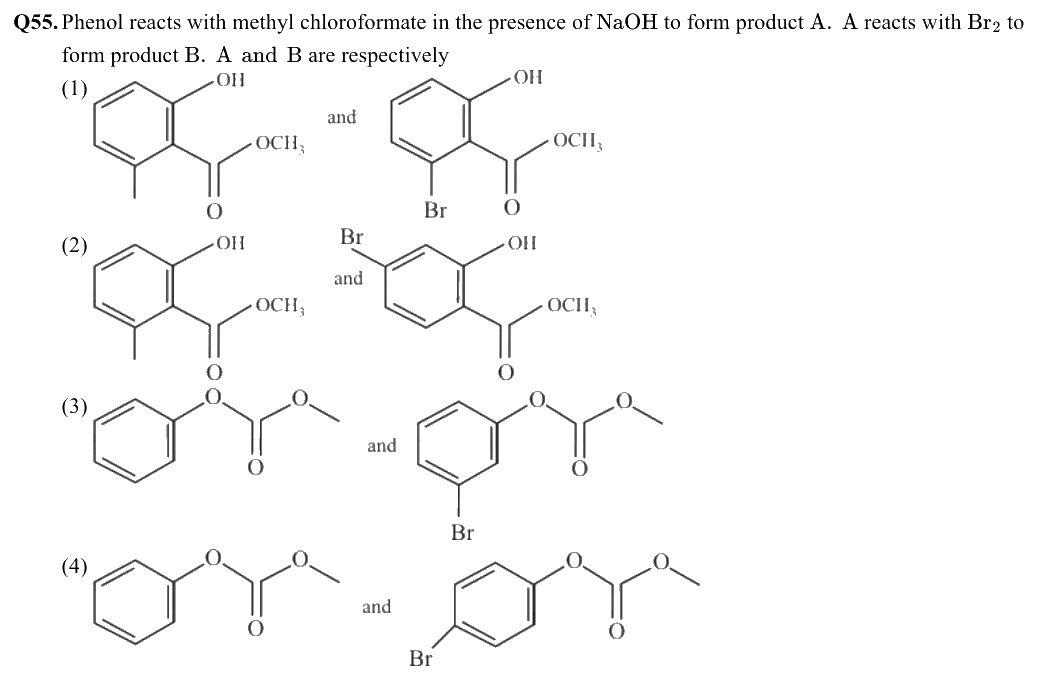 Q55. Phenol reacts with methyl chloroformate in the presence of NaOH to form product A. A reacts with Br₂ to
form product B. A and B are respectively
(1) OH OCH₃ O and OH OCH₃ O Br
(2) OH OCH₃ O and Br OH OCH₃ O
(3) O O O and O O O Br
(4) O O O and O O O Br